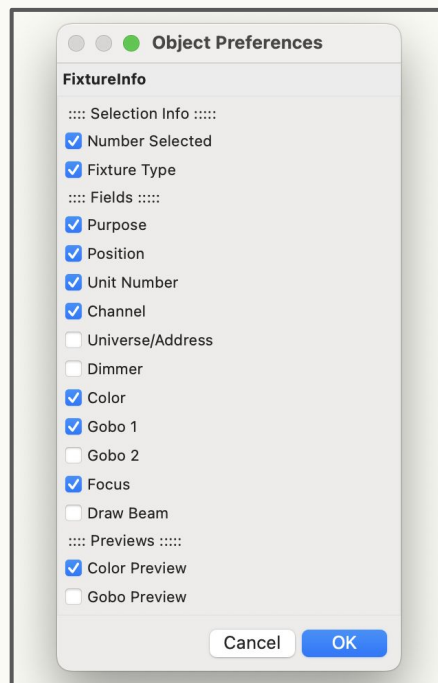 Object Preferences
FixtureInfo
:::: Selection Info :::::
Number Selected
Fixture Type
:::: Fields :::::
Purpose
Position
Unit Number
Channel
Universe/Address
Dimmer
Color
Gobo 1
Gobo 2
Focus
Draw Beam
:::: Previews :::::
Color Preview
Gobo Preview
Cancel OK